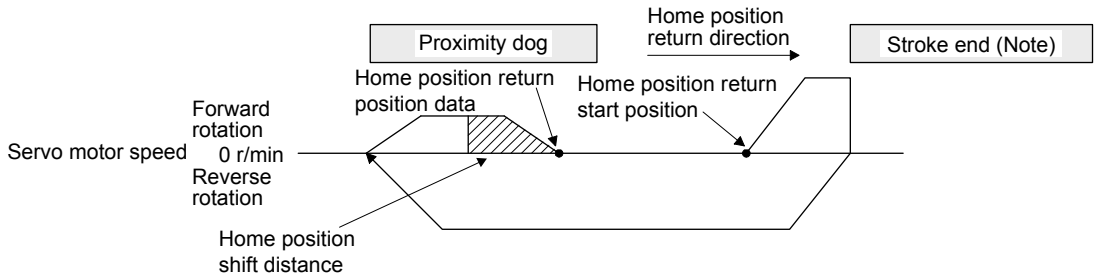 Home position
return direction
Proximity dog
Stroke end (Note)
Home position return
position data
Home position return
start position
Forward
rotation
Servo motor speed
0 r/min
Reverse
rotation
Home position
shift distance